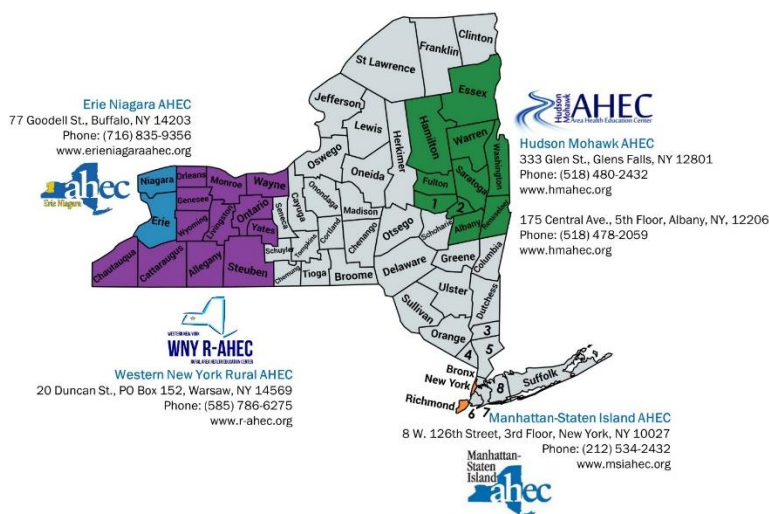 Erie Niagara AHEC
77 Goodell St., Buffalo, NY 14203
Phone: (716) 835-9356
www.erieniagaraahec.org
ahec
Erie Niagara
Clinton
Franklin
St Lawrence
Essex
Jefferson
Lewis
Hamilton
Warren
Washington
Herkimer
Oswego
Oneida
Fulton
Saratoga
1
2
Rensselaer
Niagara
Orleans
Monroe
Wayne
Genesee
Erie
Wyoming
Livingston
Ontario
Yates
Seneca
Cayuga
Onondaga
Madison
Cortland
Chenango
Otsego
Schoharie
Albany
Schuyler
Tompkins
Chautauqua
Cattaraugus
Allegany
Steuben
Chemung
Tioga
Broome
Delaware
Greene
Columbia
Ulster
Sullivan
Dutchess
Orange
3
4
5
Bronx
New York
Richmond
6
7
8
Suffolk
Hudson
Mohawk
AHEC
Area Health Education Center
Hudson Mohawk AHEC
333 Glen St., Glens Falls, NY 12801
Phone: (518) 480-2432
www.hmahec.org
175 Central Ave., 5th Floor, Albany, NY, 12206
Phone: (518) 478-2059
www.hmahec.org
WESTERN NEW YORK
WNY R-AHEC
RURAL AREA HEALTH EDUCATION CENTER
Western New York Rural AHEC
20 Duncan St., PO Box 152, Warsaw, NY 14569
Phone: (585) 786-6275
www.r-ahec.org
Manhattan-Staten Island AHEC
8 W. 126th Street, 3rd Floor, New York, NY 10027
Phone: (212) 534-2432
www.msiahec.org
Manhattan-
Staten
Island
ahec